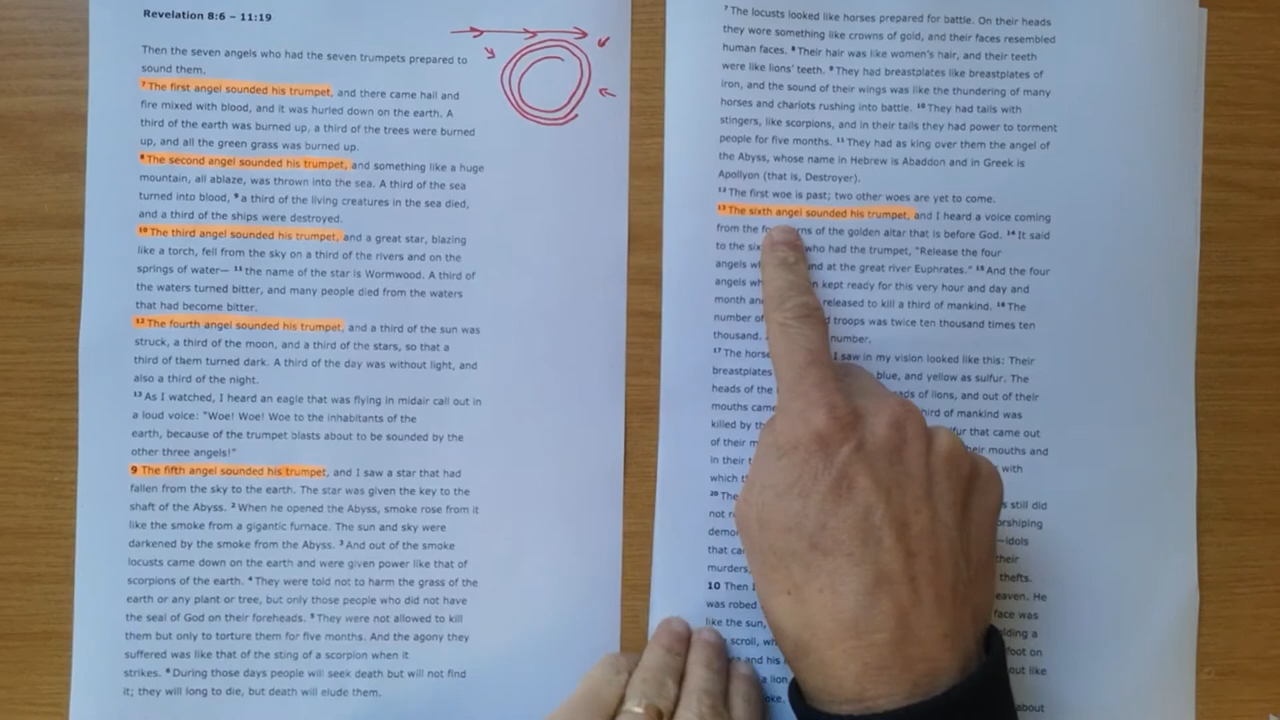 Revelation 8:6 – 11:19
Then the seven angels who had the seven trumpets prepared to
sound them.
7 The first angel sounded his trumpet, and there came hail and
fire mixed with blood, and it was hurled down on the earth. A
third of the earth was burned up, a third of the trees were burned
up, and all the green grass was burned up.
8 The second angel sounded his trumpet, and something like a huge
mountain, all ablaze, was thrown into the sea. A third of the sea
turned into blood, 9 a third of the living creatures in the sea died,
and a third of the ships were destroyed.
10 The third angel sounded his trumpet, and a great star, blazing
like a torch, fell from the sky on a third of the rivers and on the
springs of water— 11 the name of the star is Wormwood. A third of
the waters turned bitter, and many people died from the waters
that had become bitter.
12 The fourth angel sounded his trumpet, and a third of the sun was
struck, a third of the moon, and a third of the stars, so that a
third of them turned dark. A third of the day was without light, and
also a third of the night.
13 As I watched, I heard an eagle that was flying in midair call out in
a loud voice: "Woe! Woe! Woe to the inhabitants of the
earth, because of the trumpet blasts about to be sounded by the
other three angels!"
9 The fifth angel sounded his trumpet, and I saw a star that had
fallen from the sky to the earth. The star was given the key to the
shaft of the Abyss. 2 When he opened the Abyss, smoke rose from it
like the smoke from a gigantic furnace. The sun and sky were
darkened by the smoke from the Abyss. 3 And out of the smoke
locusts came down on the earth and were given power like that of
scorpions of the earth. 4 They were told not to harm the grass of the
earth or any plant or tree, but only those people who did not have
the seal of God on their foreheads. 5 They were not allowed to kill
them but only to torture them for five months. And the agony they
suffered was like that of the sting of a scorpion when it
strikes. 6 During those days people will seek death but will not find
it; they will long to die, but death will elude them.
7 The locusts looked like horses prepared for battle. On their heads
they wore something like crowns of gold, and their faces resembled
human faces. 8 Their hair was like women's hair, and their teeth
were like lions' teeth. 9 They had breastplates like breastplates of
iron, and the sound of their wings was like the thundering of many
horses and chariots rushing into battle. 10 They had tails with
stingers, like scorpions, and in their tails they had power to torment
people for five months. 11 They had as king over them the angel of
the Abyss, whose name in Hebrew is Abaddon and in Greek is
Apollyon (that is, Destroyer).
12 The first woe is past; two other woes are yet to come.
13 The sixth angel sounded his trumpet, and I heard a voice coming
from the of the golden altar that is before God. 14 It said
to the who had the trumpet, "Release the four
angels at the great river Euphrates." 15 And the four
angels kept ready for this very hour and day and
month released to kill a third of mankind. 16 The
number of troops was twice ten thousand times ten
thousand. number.
17 The I saw in my vision looked like this: Their
breastplates blue, and yellow as sulfur. The
heads of the of lions, and out of their
mouths came of mankind was
killed by that came out
of their mouths and
in their with
which
20 The still did
not
—idols
that their
murders, thefts.
10 Then I heaven. He
was robed face was
like the sun,
scroll, foot on
and his out like
a lion
about